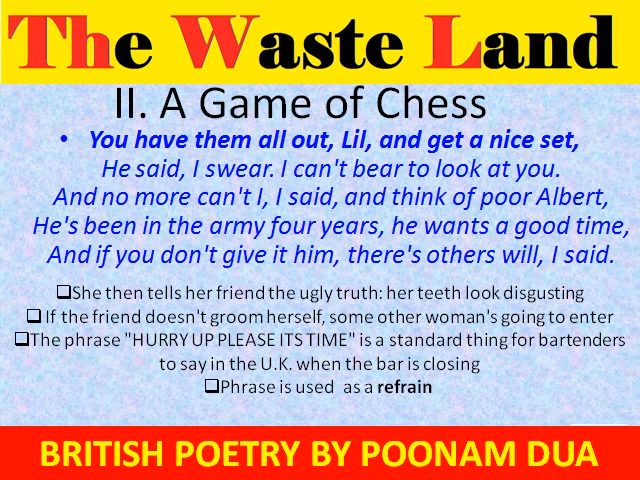 The Waste Land
II. A Game of Chess
• You have them all out, Lil, and get a nice set,
He said, I swear. I can't bear to look at you.
And no more can't I, I said, and think of poor Albert,
He's been in the army four years, he wants a good time,
And if you don't give it him, there's others will, I said.
❑She then tells her friend the ugly truth: her teeth look disgusting
❑ If the friend doesn't groom herself, some other woman's going to enter
❑The phrase "HURRY UP PLEASE ITS TIME" is a standard thing for bartenders
to say in the U.K. when the bar is closing
❑Phrase is used as a refrain
BRITISH POETRY BY POONAM DUA